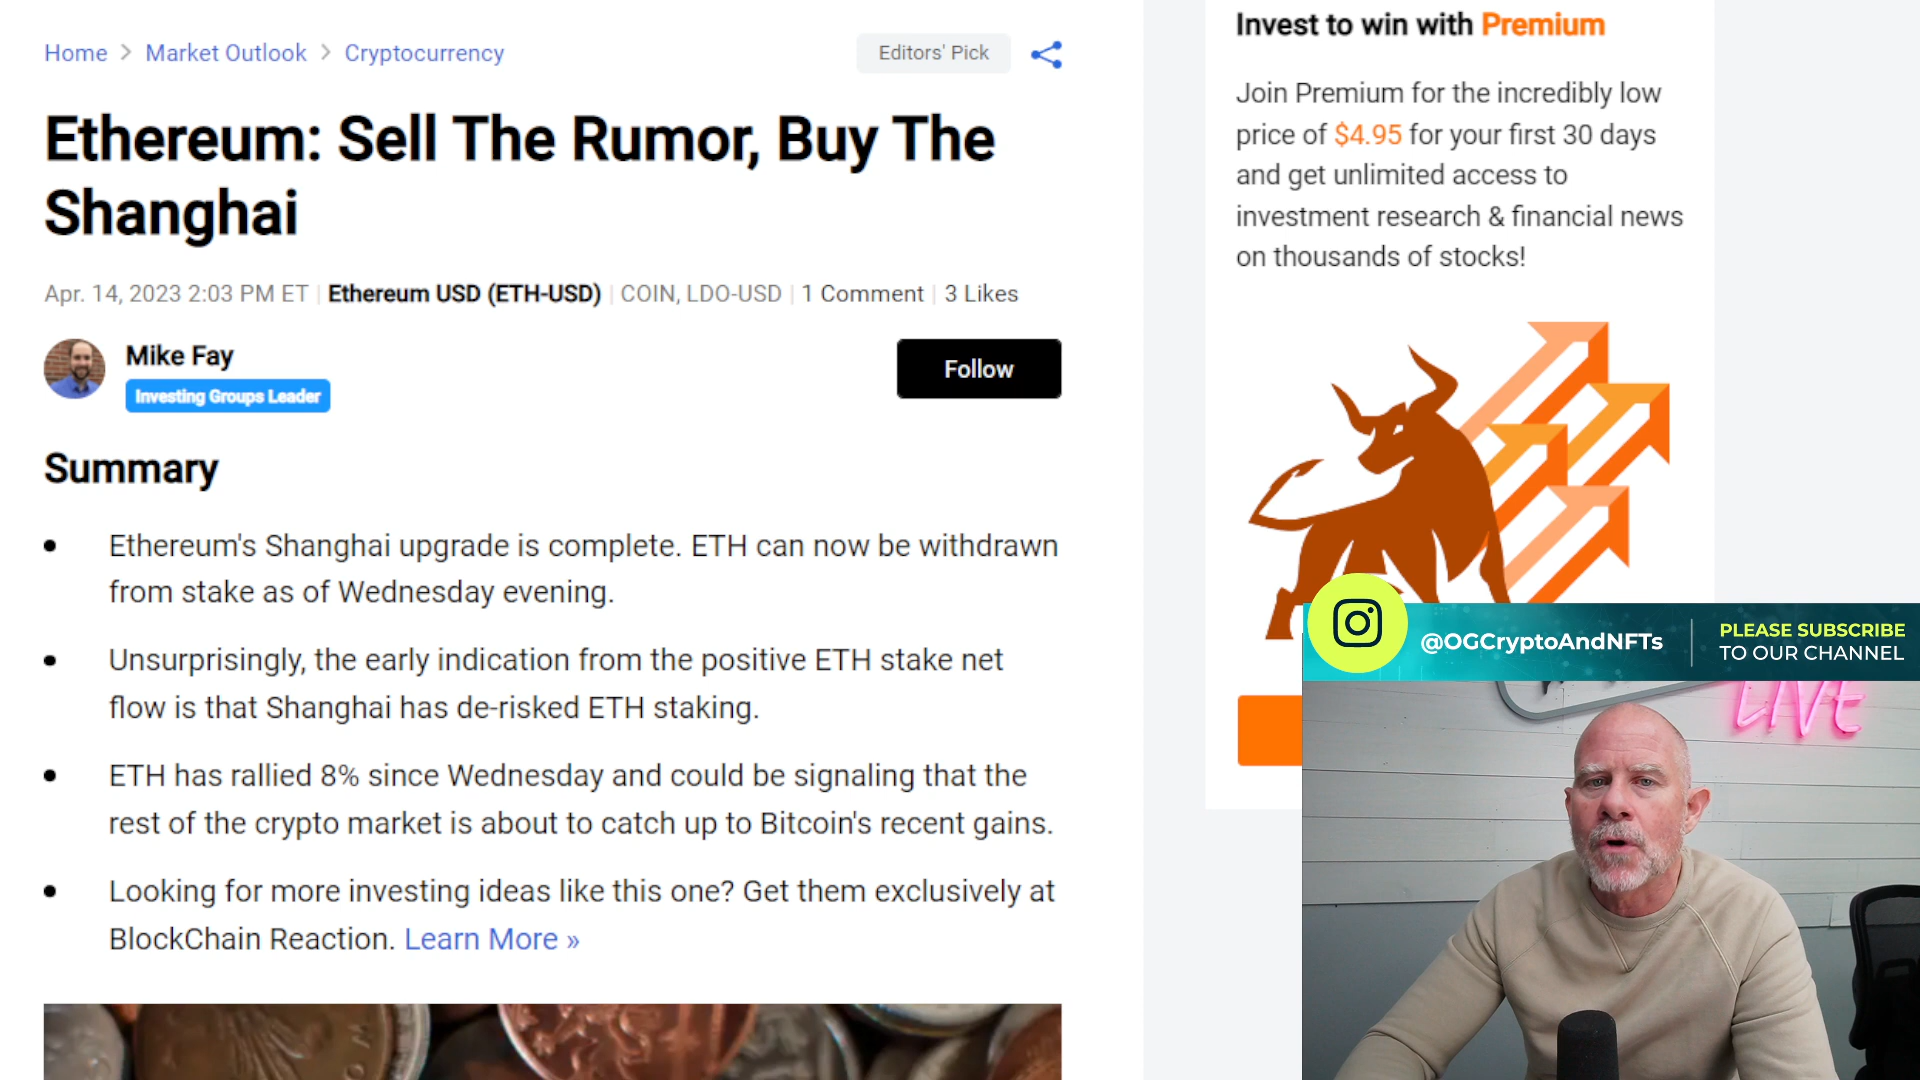 Home > Market Outlook > Cryptocurrency
Editors' Pick
Ethereum: Sell The Rumor, Buy The
Shanghai
Apr. 14, 2023 2:03 PM ET | Ethereum USD (ETH-USD) | COIN, LDO-USD | 1 Comment | 3 Likes
Mike Fay
Investing Groups Leader
Follow
Summary
• Ethereum's Shanghai upgrade is complete. ETH can now be withdrawn
from stake as of Wednesday evening.
• Unsurprisingly, the early indication from the positive ETH stake net
flow is that Shanghai has de-risked ETH staking.
• ETH has rallied 8% since Wednesday and could be signaling that the
rest of the crypto market is about to catch up to Bitcoin's recent gains.
• Looking for more investing ideas like this one? Get them exclusively at
BlockChain Reaction. Learn More »
Invest to win with Premium
Join Premium for the incredibly low
price of $4.95 for your first 30 days
and get unlimited access to
investment research & financial news
on thousands of stocks!
@OGCryptoAndNFTs
PLEASE SUBSCRIBE
TO OUR CHANNEL
LIVE